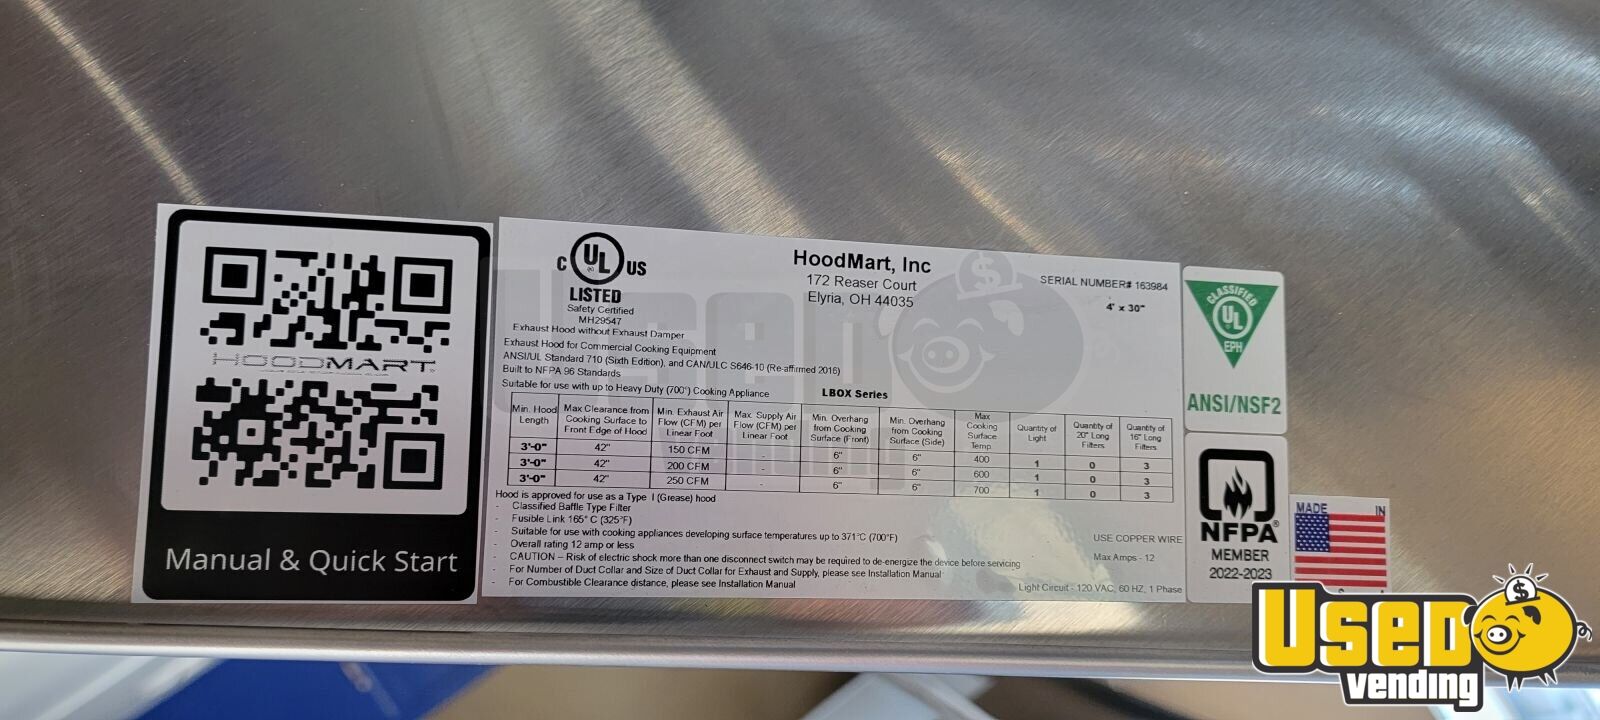 HOODMART
Manual & Quick Start
C UL US
LISTED
Safety Certified
MH29547
HoodMart, Inc
172 Reaser Court
Elyria, OH 44035
SERIAL NUMBER# 163984
4' x 30"
Exhaust Hood without Exhaust Damper
Exhaust Hood for Commercial Cooking Equipment
ANSI/UL Standard 710 (Sixth Edition), and CAN/ULC S646-10 (Re-affirmed 2016)
Built to NFPA 96 Standards
Suitable for use with up to Heavy Duty (700°) Cooking Appliance
LBOX Series
Min. Hood Length
Max Clearance from Cooking Surface to Front Edge of Hood
Min. Exhaust Air Flow (CFM) per Linear Foot
Max. Supply Air Flow (CFM) per Linear Foot
Min. Overhang from Cooking Surface (Front)
Min. Overhang from Cooking Surface (Side)
Max Cooking Surface Temp
Quantity of Light
Quantity of 20" Long Filters
Quantity of 16" Long Filters
3'-0" 42" 150 CFM - 6" 6" 400 1 0 3
3'-0" 42" 200 CFM - 6" 6" 600 1 0 3
3'-0" 42" 250 CFM - 6" 6" 700 1 0 3
Hood is approved for use as a Type I (Grease) hood
- Classified Baffle Type Filter
- Fusible Link 165° C (325°F)
- Suitable for use with cooking appliances developing surface temperatures up to 371°C (700°F)
- Overall rating 12 amp or less
- CAUTION – Risk of electric shock more than one disconnect switch may be required to de-energize the device before servicing
- For Number of Duct Collar and Size of Duct Collar for Exhaust and Supply, please see Installation Manual
- For Combustible Clearance distance, please see Installation Manual
USE COPPER WIRE
Max Amps - 12
Light Circuit - 120 VAC, 60 HZ, 1 Phase
CLASSIFIED
UL
EPH
ANSI/NSF2
NFPA®
MEMBER
2022-2023
MADE IN
USED
vending
USED
vending